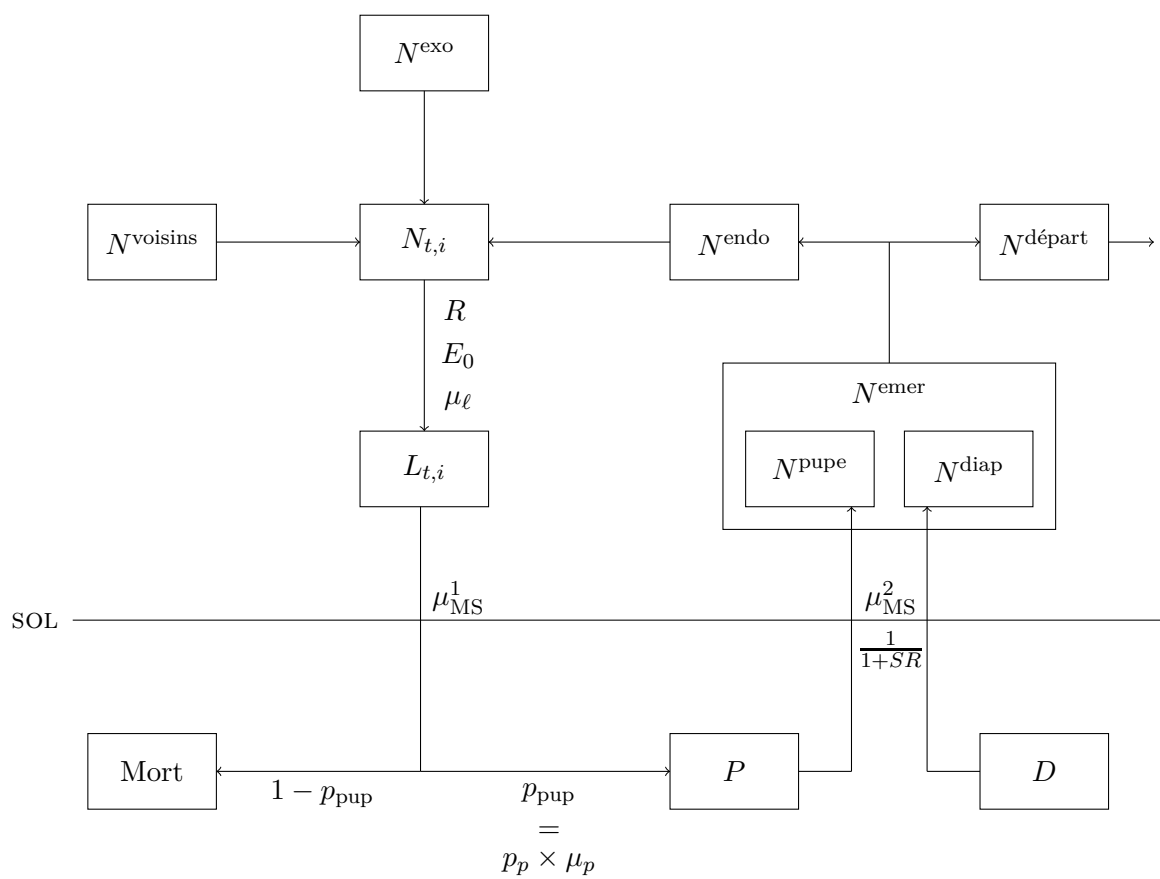 N^exo
N^voisins
N_{t,i}
N^endo
N^départ
R
E_0
μ_ℓ
N^emer
L_{t,i}
N^pupe
N^diap
μ^1_MS
μ^2_MS
SOL
1/(1+SR)
Mort
P
D
1 − p_pup
p_pup
=
p_p × μ_p